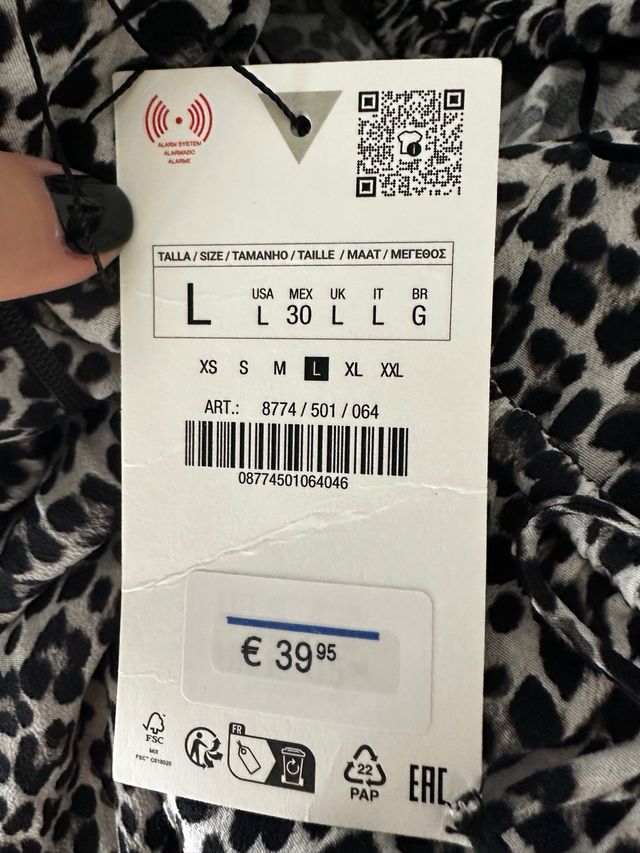 ALARM SYSTEM
ALARMADO
ALARME
TALLA / SIZE / TAMANHO / TAILLE / MAAT / ΜΕΓΕΘΟΣ
L
USA MEX UK IT BR
L 30 L L G
XS S M L XL XXL
ART.: 8774 / 501 / 064
08774501064046
€ 39 95
FSC
MIX
FR
22
PAP
EAC